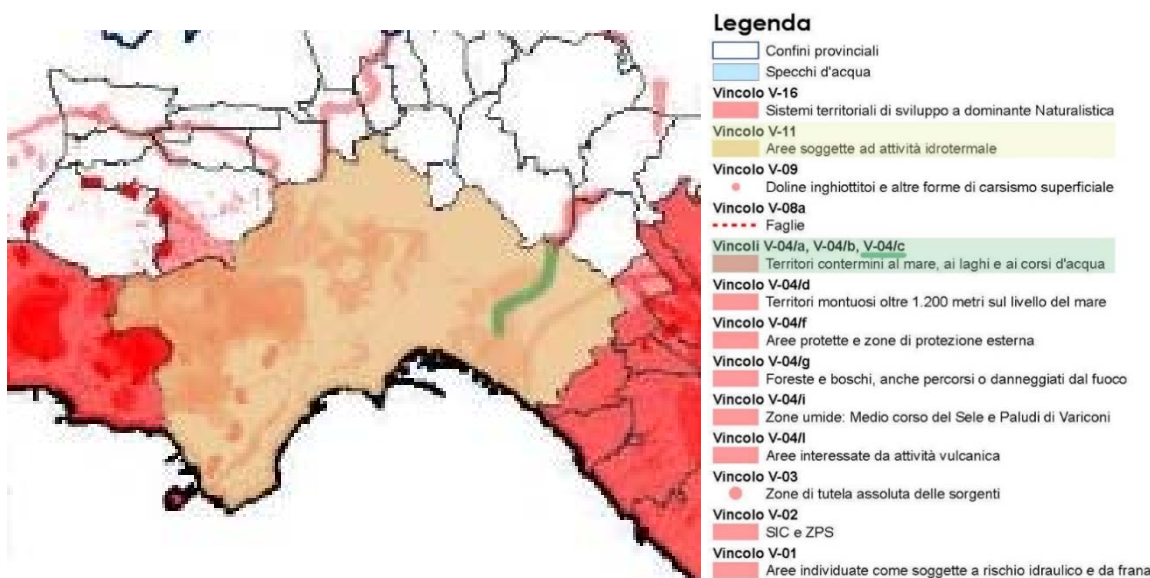 Legenda
Confini provinciali
Specchi d'acqua
Vincolo V-16
Sistemi territoriali di sviluppo a dominante Naturalistica
Vincolo V-11
Aree soggette ad attività idrotermale
Vincolo V-09
Doline inghiottitoi e altre forme di carsismo superficiale
Vincolo V-08a
Faglie
Vincoli V-04/a, V-04/b, V-04/c
Territori contermini al mare, ai laghi e ai corsi d'acqua
Vincolo V-04/d
Territori montuosi oltre 1.200 metri sul livello del mare
Vincolo V-04/f
Aree protette e zone di protezione esterna
Vincolo V-04/g
Foreste e boschi, anche percorsi o danneggiati dal fuoco
Vincolo V-04/i
Zone umide: Medio corso del Sele e Paludi di Variconi
Vincolo V-04/l
Aree interessate da attività vulcanica
Vincolo V-03
Zone di tutela assoluta delle sorgenti
Vincolo V-02
SIC e ZPS
Vincolo V-01
Aree individuate come soggette a rischio idraulico e da frana